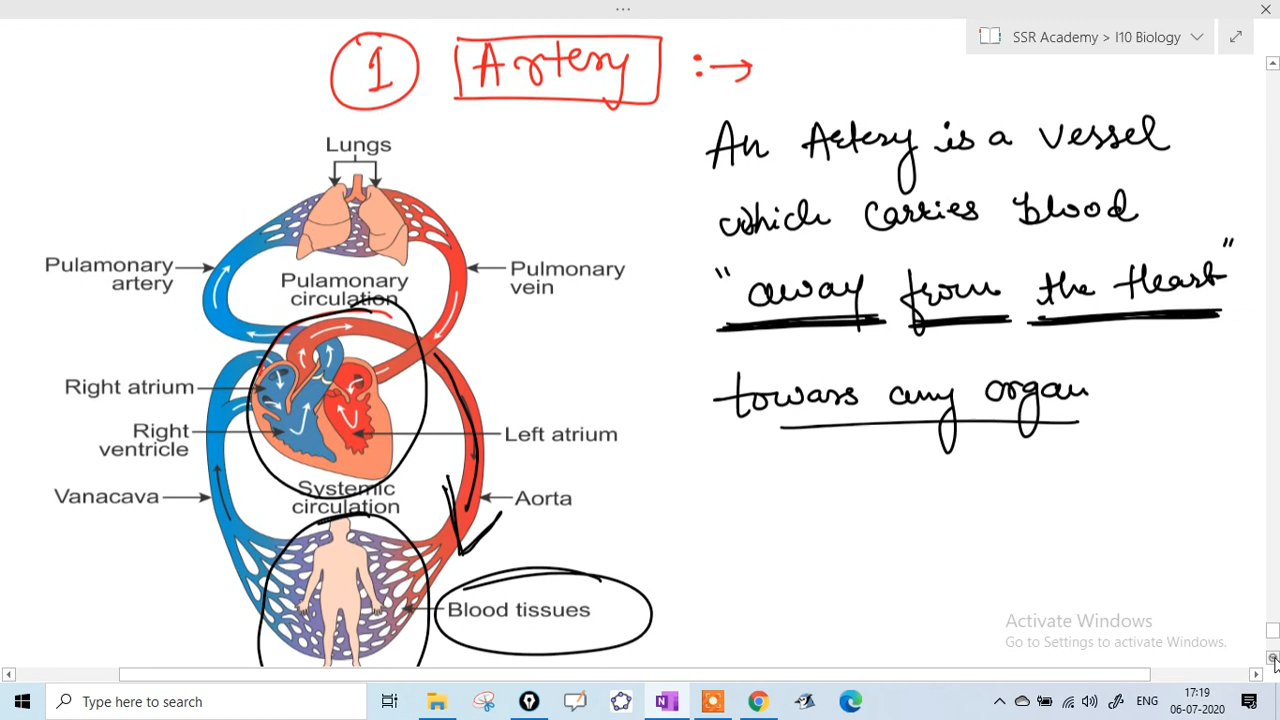 SSR Academy > I10 Biology
1 Artery :→
An Artery is a vessel
which carries blood
"away from the Heart"
towars any organ
Lungs
Pulamonary
artery
Pulamonary
circulation
Pulmonary
vein
Right atrium
Right
ventricle
Left atrium
Vanacava
Systemic
circulation
Aorta
Blood tissues
Activate Windows
Go to Settings to activate Windows.
Type here to search
ENG
17:19
06-07-2020